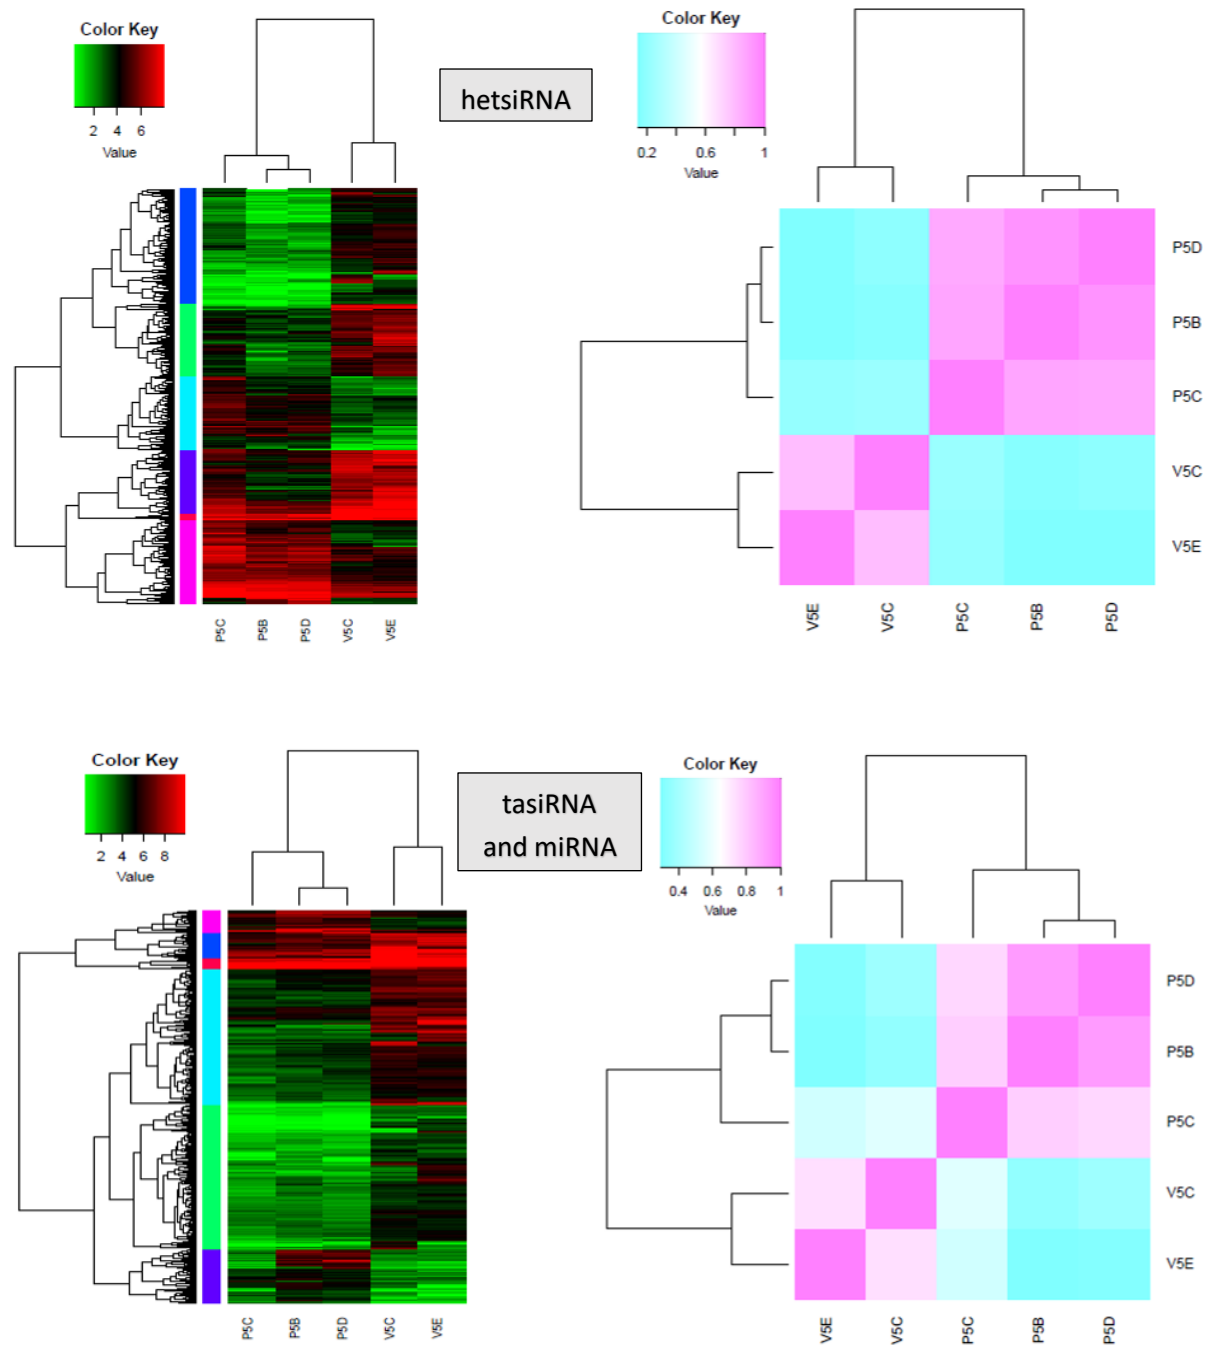 Color Key
2 4 6
Value
hetsiRNA
Color Key
0.2 0.6 1
Value
P5D
P5B
P5C
V5C
V5E
P5C P5B P5D V5C V5E
V5E V5C P5C P5B P5D
Color Key
2 4 6 8
Value
tasiRNA
and miRNA
Color Key
0.4 0.6 0.8 1
Value
P5D
P5B
P5C
V5C
V5E
P5C P5B P5D V5C V5E
V5E V5C P5C P5B P5D